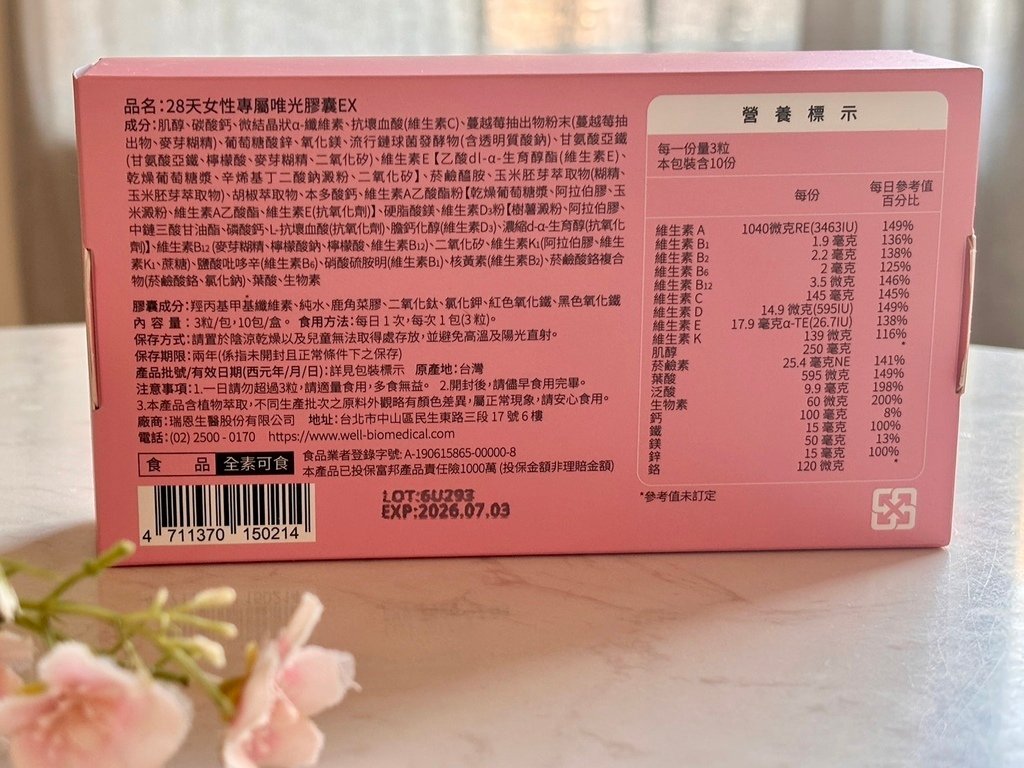 品名：28天女性專屬唯光膠囊EX
成分：肌醇、碳酸鈣、微結晶狀α-纖維素、抗壞血酸(維生素C)、蔓越莓抽出物粉末(蔓越莓抽
出物、麥芽糊精)、葡萄糖酸鋅、氧化鎂、流行鏈球菌發酵物(含透明質酸鈉)、甘氨酸亞鐵
(甘氨酸亞鐵、檸檬酸、麥芽糊精、二氧化矽)、維生素E【乙酸dl-α-生育醇酯(維生素E)、
乾燥葡萄糖漿、辛烯基丁二酸鈉澱粉、二氧化矽】、菸鹼醯胺、玉米胚芽萃取物(糊精、
玉米胚芽萃取物)、胡椒萃取物、本多酸鈣、維生素A乙酸酯粉【乾燥葡萄糖漿、阿拉伯膠、玉
米澱粉、維生素A乙酸酯、維生素E(抗氧化劑)】、硬脂酸鎂、維生素D₃粉【樹薯澱粉、阿拉伯膠、
中鏈三酸甘油酯、磷酸鈣、L-抗壞血酸(抗氧化劑)、膽鈣化醇(維生素D₃)、濃縮d-α-生育醇(抗氧化
劑)】、維生素B₁₂(麥芽糊精、檸檬酸鈉、檸檬酸、維生素B₁₂)、二氧化矽、維生素K₁(阿拉伯膠、維生
素K₁、蔗糖)、鹽酸吡哆辛(維生素B₆)、硝酸硫胺明(維生素B₁)、核黃素(維生素B₂)、菸鹼酸鉻複合
物(菸鹼酸鉻、氯化鈉)、葉酸、生物素
膠囊成分：羥丙基甲基纖維素、純水、鹿角菜膠、二氧化鈦、氯化鉀、紅色氧化鐵、黑色氧化鐵
內 容 量：3粒/包，10包/盒。 食用方法：每日1次，每次1包(3粒)。
保存方式：請置於陰涼乾燥以及兒童無法取得處存放，並避免高溫及陽光直射。
保存期限：兩年(係指未開封且正常條件下之保存)
產品批號/有效日期(西元年/月/日)：詳見包裝標示 原產地：台灣
注意事項：1.一日請勿超過3粒，請適量食用，多食無益。 2.開封後，請儘早食用完畢。
3.本產品含植物萃取，不同生產批次之原料外觀略有顏色差異，屬正常現象，請安心食用。
廠商：瑞恩生醫股份有限公司 地址：台北市中山區民生東路三段17號6樓
電話：(02) 2500 - 0170 https://www.well-biomedical.com
食 品 全素可食
食品業者登錄字號：A-190615865-00000-8
本產品已投保富邦產品責任險1000萬 (投保金額非理賠金額)
4 711370 150214
LOT:6U293
EXP:2026.07.03
營 養 標 示
每一份量3粒
本包裝含10份
每份 每日參考值百分比
維生素 A 1040微克RE(3463IU) 149%
維生素 B₁ 1.9 毫克 136%
維生素 B₂ 2.2 毫克 138%
維生素 B₆ 2 毫克 125%
維生素 B₁₂ 3.5 微克 146%
維生素 C 145 毫克 145%
維生素 D 14.9 微克(595IU) 149%
維生素 E 17.9 毫克α-TE(26.7IU) 138%
維生素 K 139 微克 116%
肌醇 250 毫克 *
菸鹼素 25.4 毫克NE 141%
葉酸 595 微克 149%
泛酸 9.9 毫克 198%
生物素 60 微克 200%
鈣 100 毫克 8%
鐵 15 毫克 100%
鎂 50 毫克 13%
鋅 15 毫克 100%
鉻 120 微克 *
*參考值未訂定